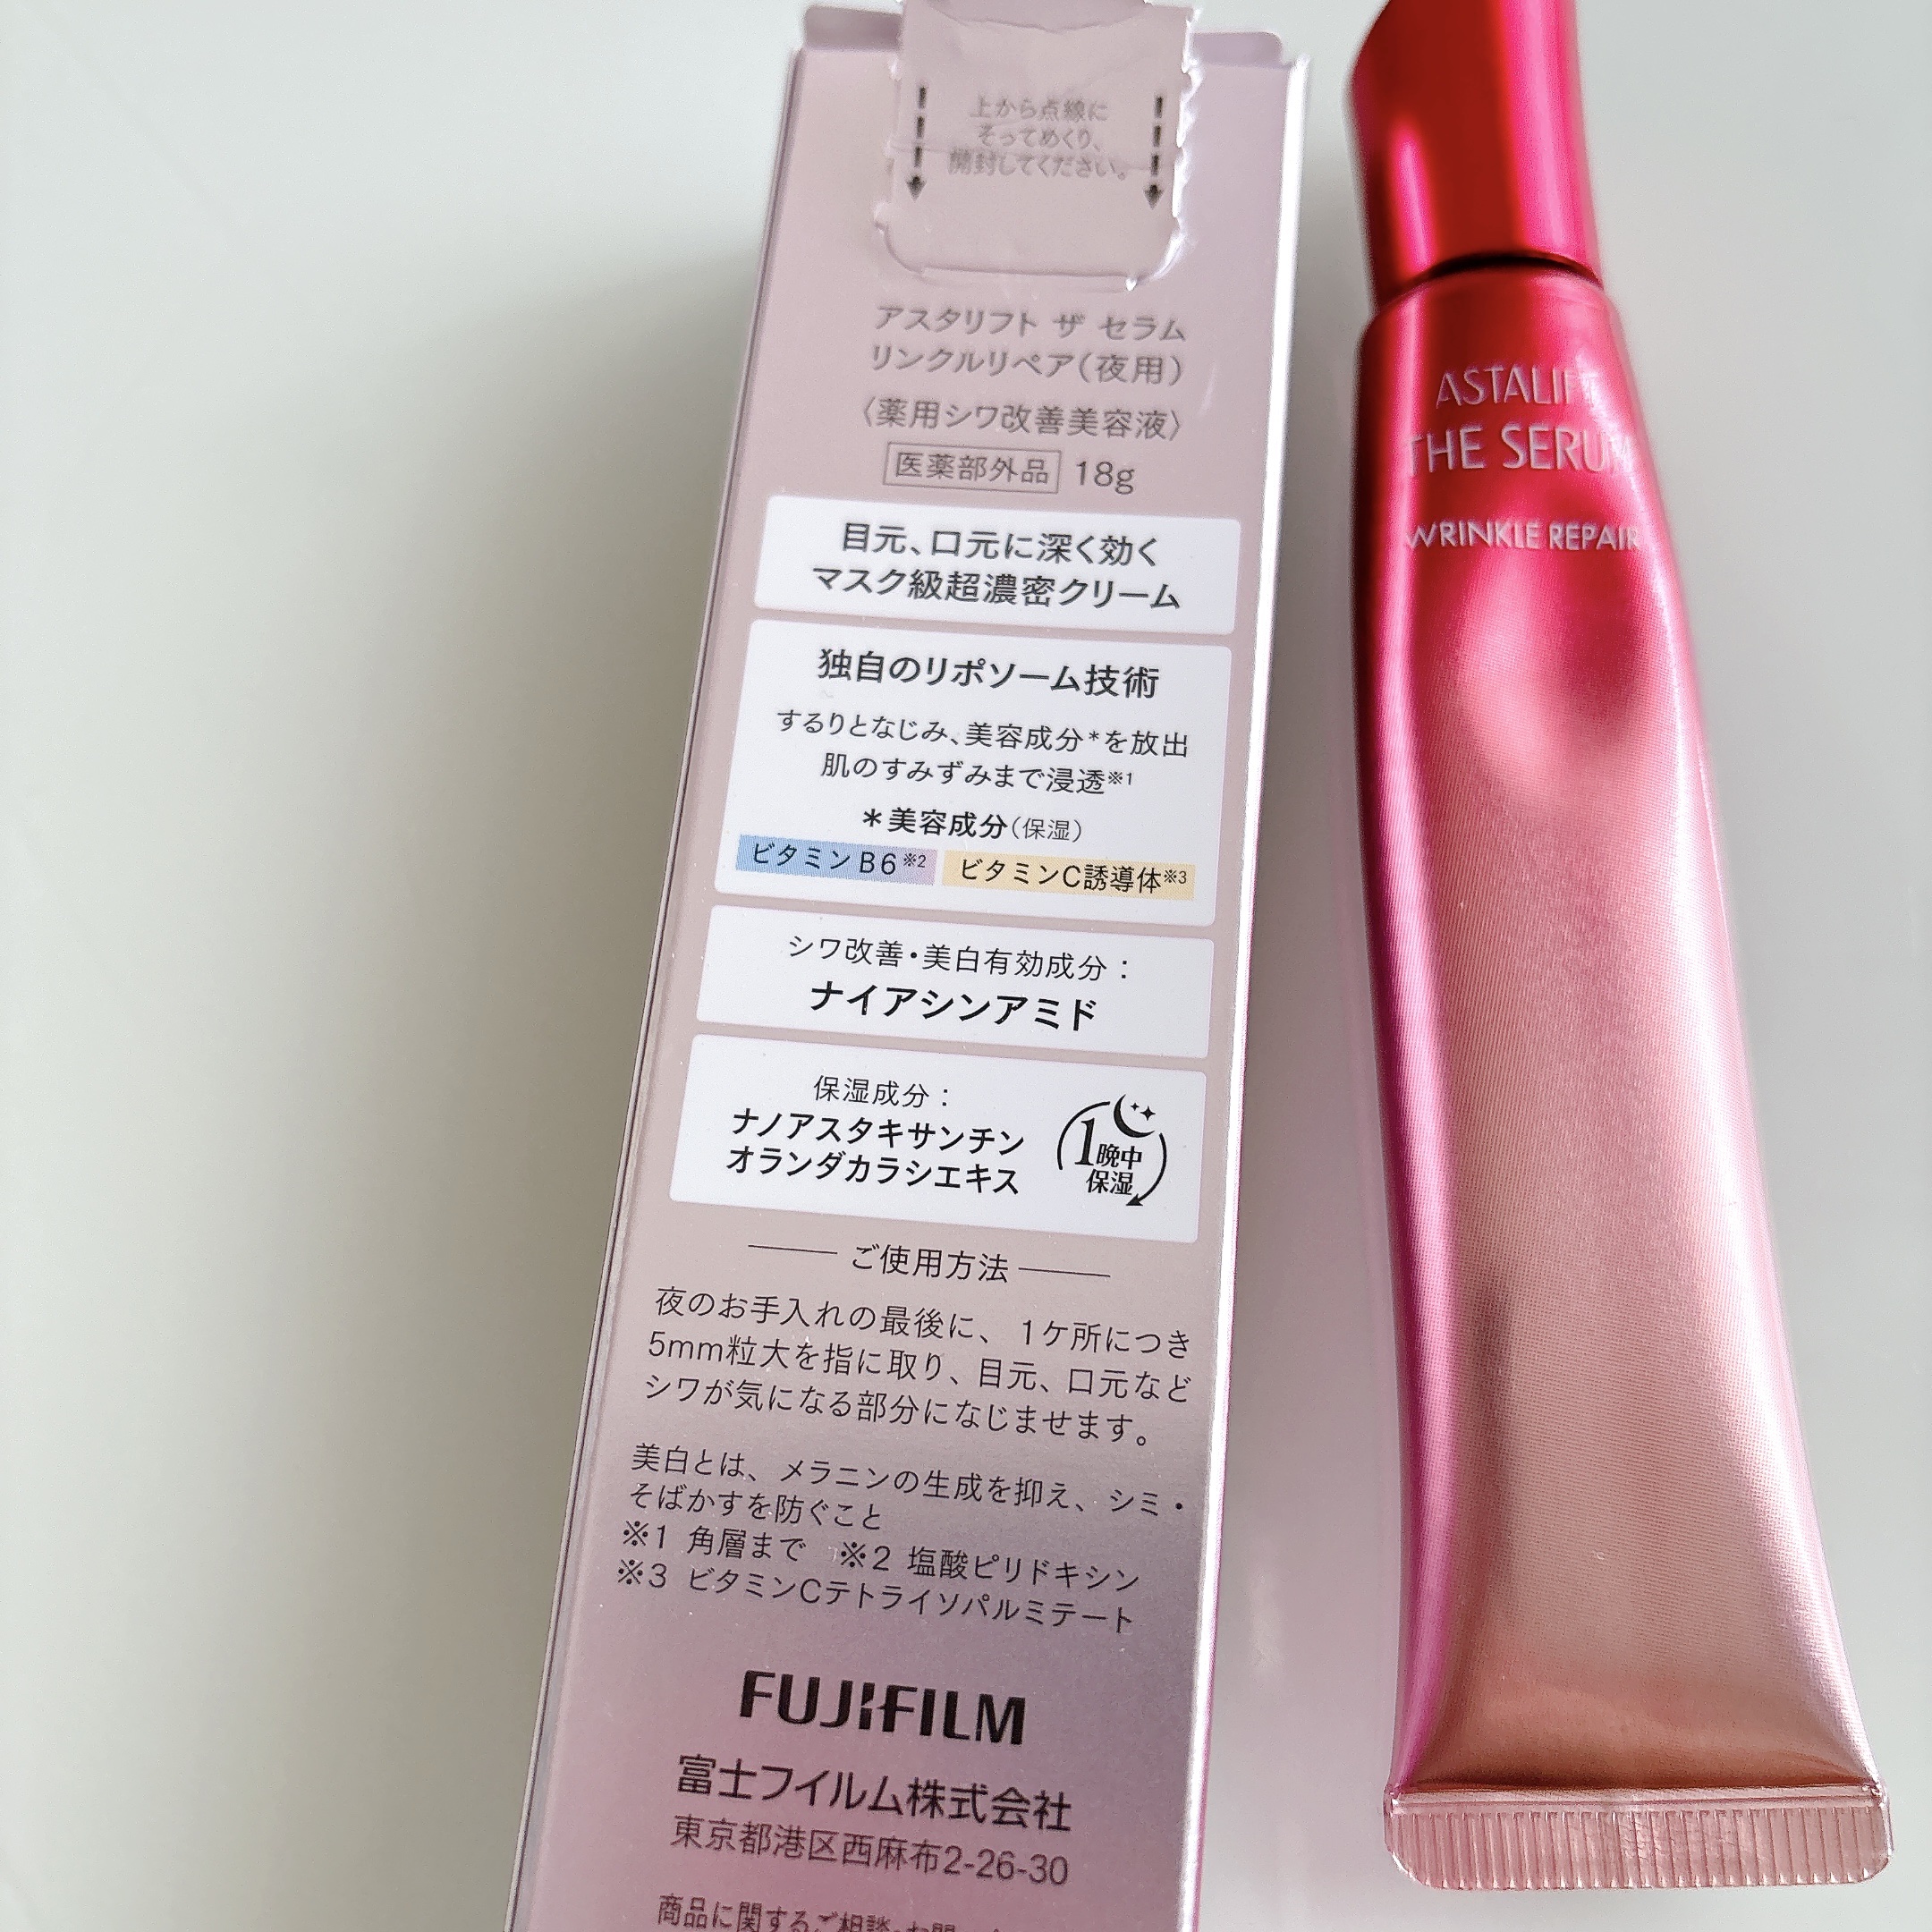 上から点線に
そってめくり、
開封してください。
アスタリフト ザ セラム
リンクルリペア(夜用)
〈薬用シワ改善美容液〉
医薬部外品 18g
目元、口元に深く効く
マスク級超濃密クリーム
独自のリポソーム技術
するりとなじみ、美容成分*を放出
肌のすみずみまで浸透※1
*美容成分(保湿)
ビタミンB6※2 ビタミンC誘導体※3
シワ改善・美白有効成分:
ナイアシンアミド
保湿成分:
ナノアスタキサンチン
オランダカラシエキス
1晩中
保湿
ご使用方法
夜のお手入れの最後に、1ケ所につき
5mm粒大を指に取り、目元、口元など
シワが気になる部分になじませます。
美白とは、メラニンの生成を抑え、シミ・
そばかすを防ぐこと
※1 角層まで ※2 塩酸ピリドキシン
※3 ビタミンCテトライソパルミテート
FUJIFILM
富士フイルム株式会社
東京都港区西麻布2-26-30
商品に関するご相談・お問
ASTALIFT
THE SERUM
WRINKLE REPAIR